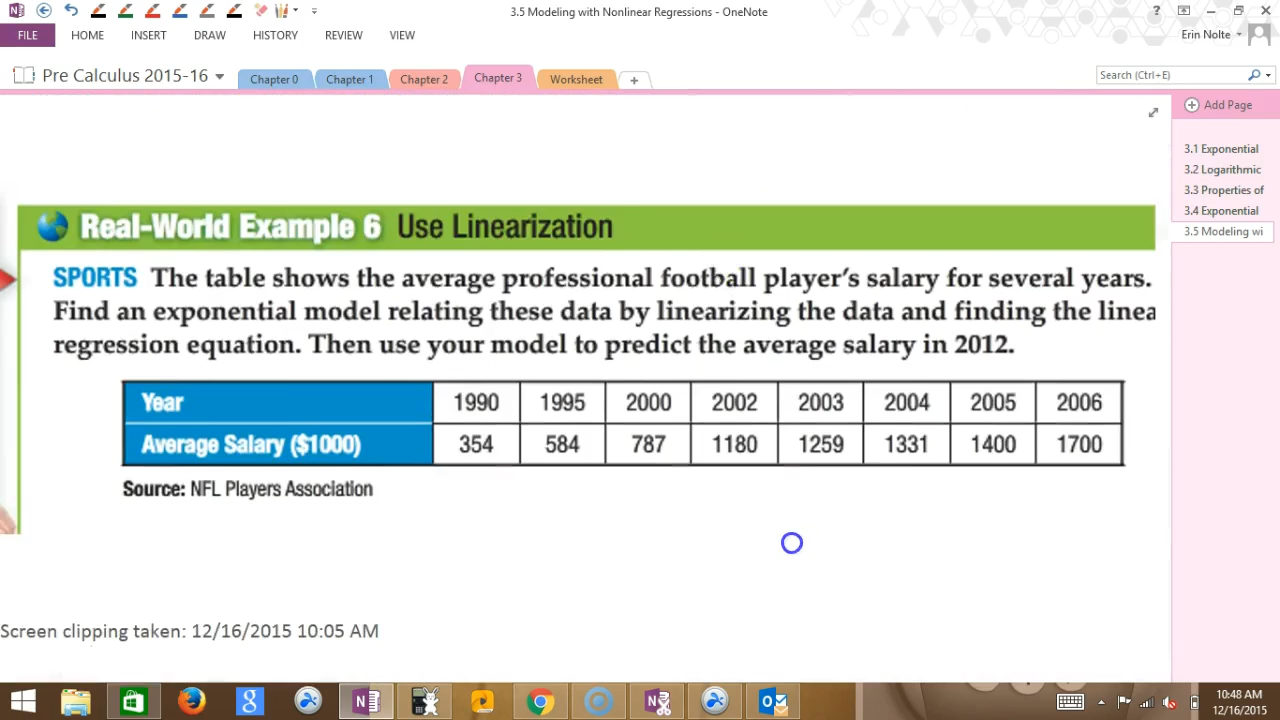 3.5 Modeling with Nonlinear Regressions - OneNote
FILE HOME INSERT DRAW HISTORY REVIEW VIEW
Erin Nolte
Pre Calculus 2015-16
Chapter 0 Chapter 1 Chapter 2 Chapter 3 Worksheet
Search (Ctrl+E)
Add Page
3.1 Exponential
3.2 Logarithmic
3.3 Properties of
3.4 Exponential
3.5 Modeling wi
Real-World Example 6 Use Linearization
SPORTS The table shows the average professional football player's salary for several years.
Find an exponential model relating these data by linearizing the data and finding the linea
regression equation. Then use your model to predict the average salary in 2012.
Year 1990 1995 2000 2002 2003 2004 2005 2006
Average Salary ($1000) 354 584 787 1180 1259 1331 1400 1700
Source: NFL Players Association
Screen clipping taken: 12/16/2015 10:05 AM
10:48 AM
12/16/2015